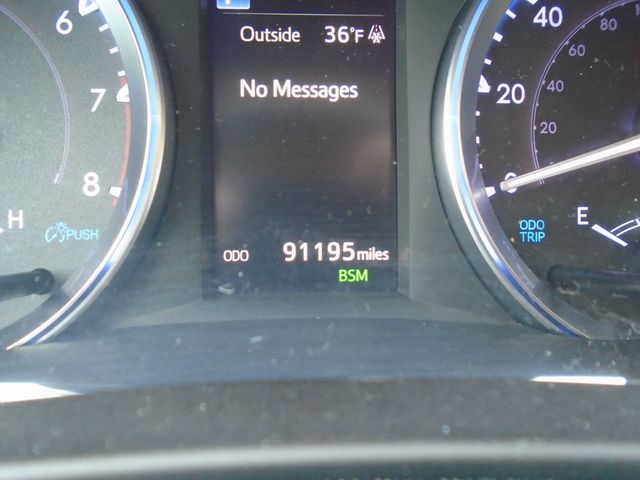 6
7
8
H
PUSH
Outside 36°F
No Messages
ODO 91195 miles
BSM
40
20
0
80
60
40
20
ODO
TRIP
E